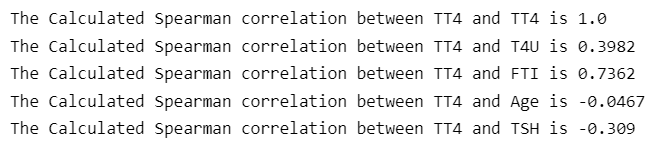 The Calculated Spearman correlation between TT4 and TT4 is 1.0
The Calculated Spearman correlation between TT4 and T4U is 0.3982
The Calculated Spearman correlation between TT4 and FTI is 0.7362
The Calculated Spearman correlation between TT4 and Age is -0.0467
The Calculated Spearman correlation between TT4 and TSH is -0.309